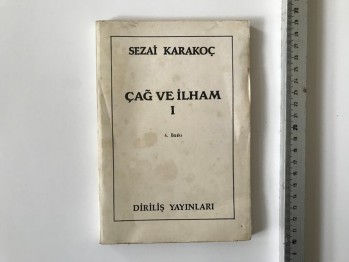 SEZAİ KARAKOÇ
ÇAĞ VE İLHAM
I
4. Baskı
DİRİLİŞ YAYINLARI